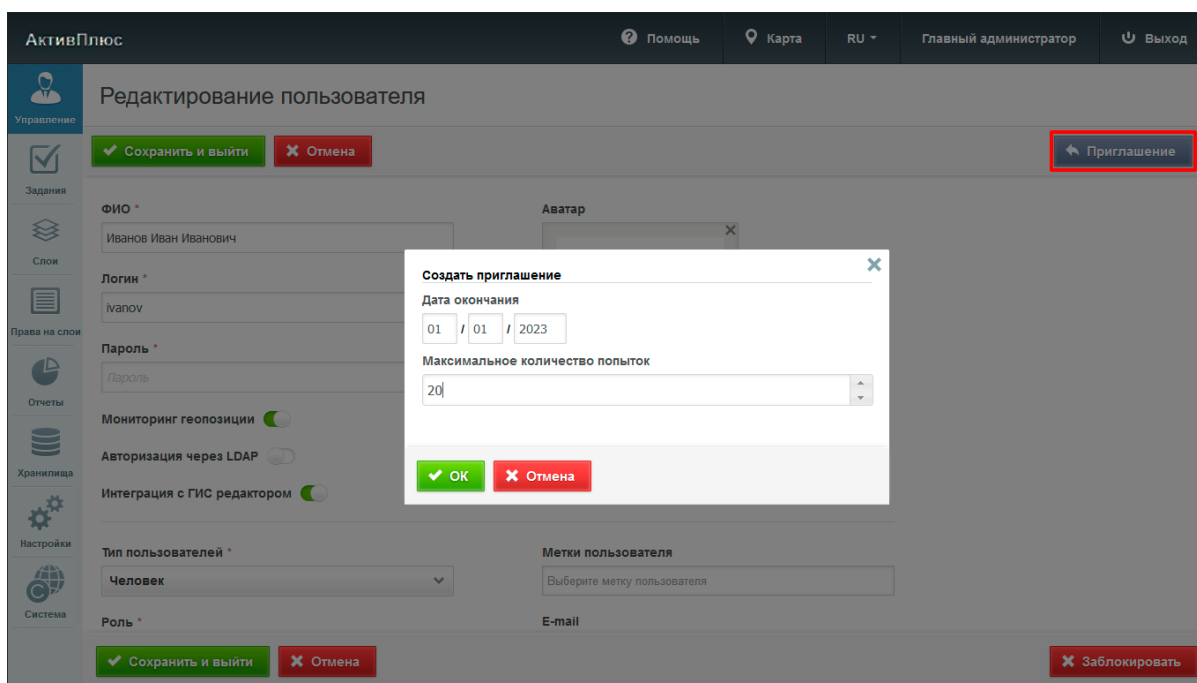 АктивПлюс
Помощь
Карта
RU
Главный администратор
Выход
Управление
Задания
Слои
Права на слои
Отчеты
Хранилища
Настройки
Система
Редактирование пользователя
Сохранить и выйти
Отмена
Приглашение
ФИО *
Иванов Иван Иванович
Аватар
Логин *
ivanov
Пароль *
Пароль
Мониторинг геопозиции
Авторизация через LDAP
Интеграция с ГИС редактором
Создать приглашение
Дата окончания
01 / 01 / 2023
Максимальное количество попыток
20
ОК
Отмена
Тип пользователей *
Человек
Метки пользователя
Выберите метку пользователя
Роль *
E-mail
Сохранить и выйти
Отмена
Заблокировать